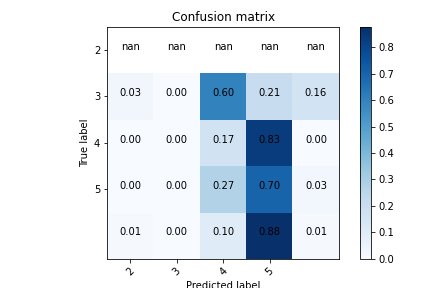 Confusion matrix
2 nan nan nan nan nan
3 0.03 0.00 0.60 0.21 0.16
4 0.00 0.00 0.17 0.83 0.00
5 0.00 0.00 0.27 0.70 0.03
0.01 0.00 0.10 0.88 0.01
2 3 4 5
True label
Predicted label
0.8
0.7
0.6
0.5
0.4
0.3
0.2
0.1
0.0